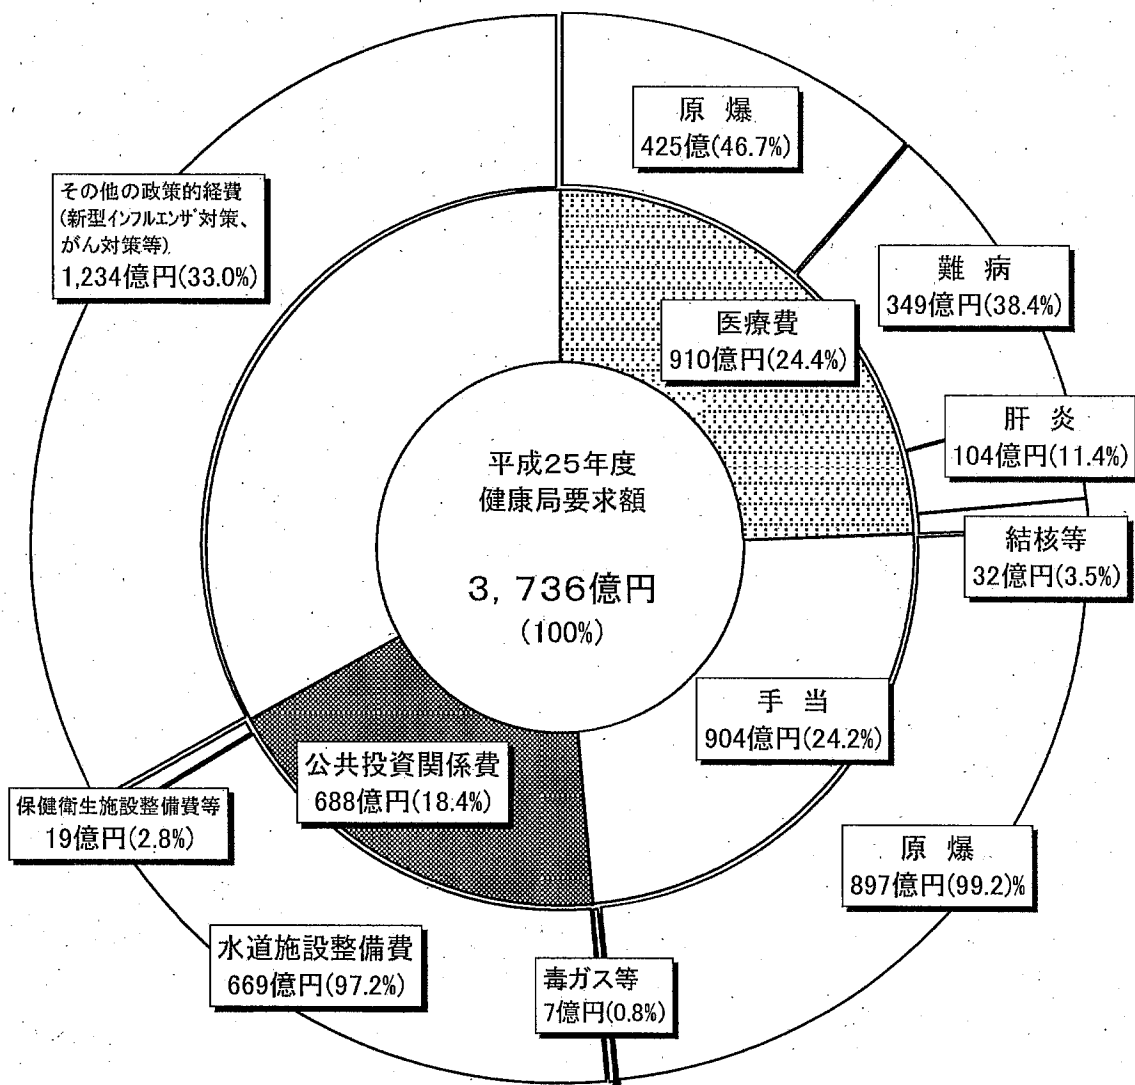 原 爆
425億(46.7%)
その他の政策的経費
(新型インフルエンザ対策、
がん対策等)
1,234億円(33.0%)
難 病
349億円(38.4%)
医療費
910億円(24.4%)
肝 炎
104億円(11.4%)
平成25年度
健康局要求額
3,736億円
(100%)
結核等
32億円(3.5%)
手 当
904億円(24.2%)
公共投資関係費
688億円(18.4%)
保健衛生施設整備費等
19億円(2.8%)
原 爆
897億円(99.2)%
水道施設整備費
669億円(97.2%)
毒ガス等
7億円(0.8%)